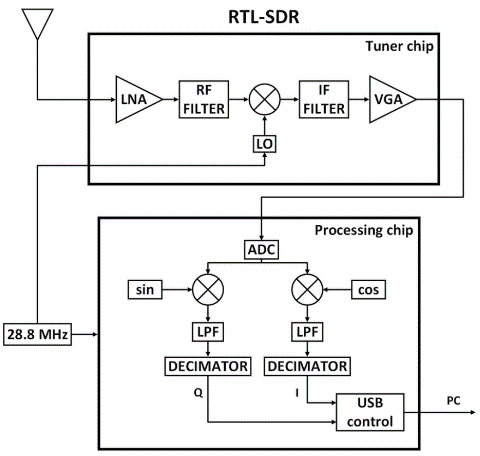 RTL-SDR
Tuner chip
LNA
RF
FILTER
IF
FILTER
VGA
LO
Processing chip
ADC
sin
cos
28.8 MHz
LPF
LPF
DECIMATOR
DECIMATOR
Q
I
USB
control
PC